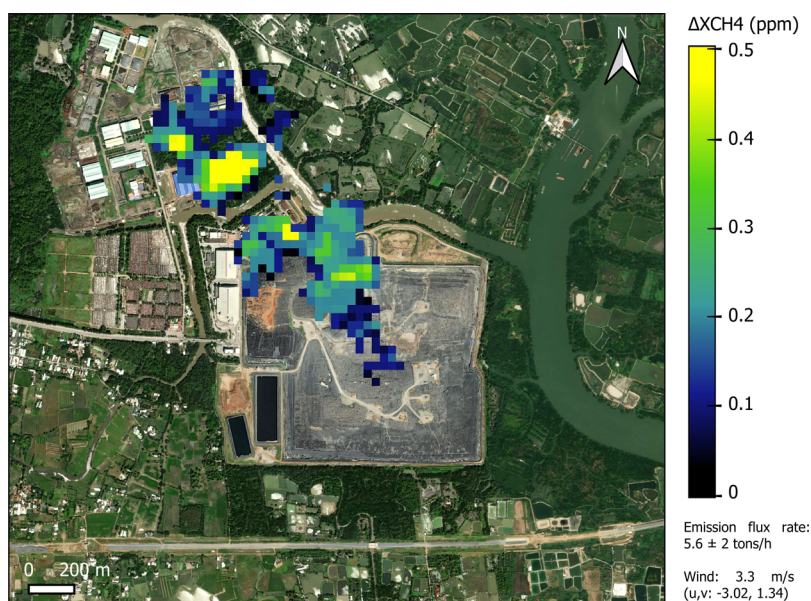 ΔXCH4 (ppm)
N
0.5
0.4
0.3
0.2
0.1
0
Emission flux rate:
5.6 ± 2 tons/h
Wind: 3.3 m/s
(u,v: -3.02, 1.34)
0 200 m